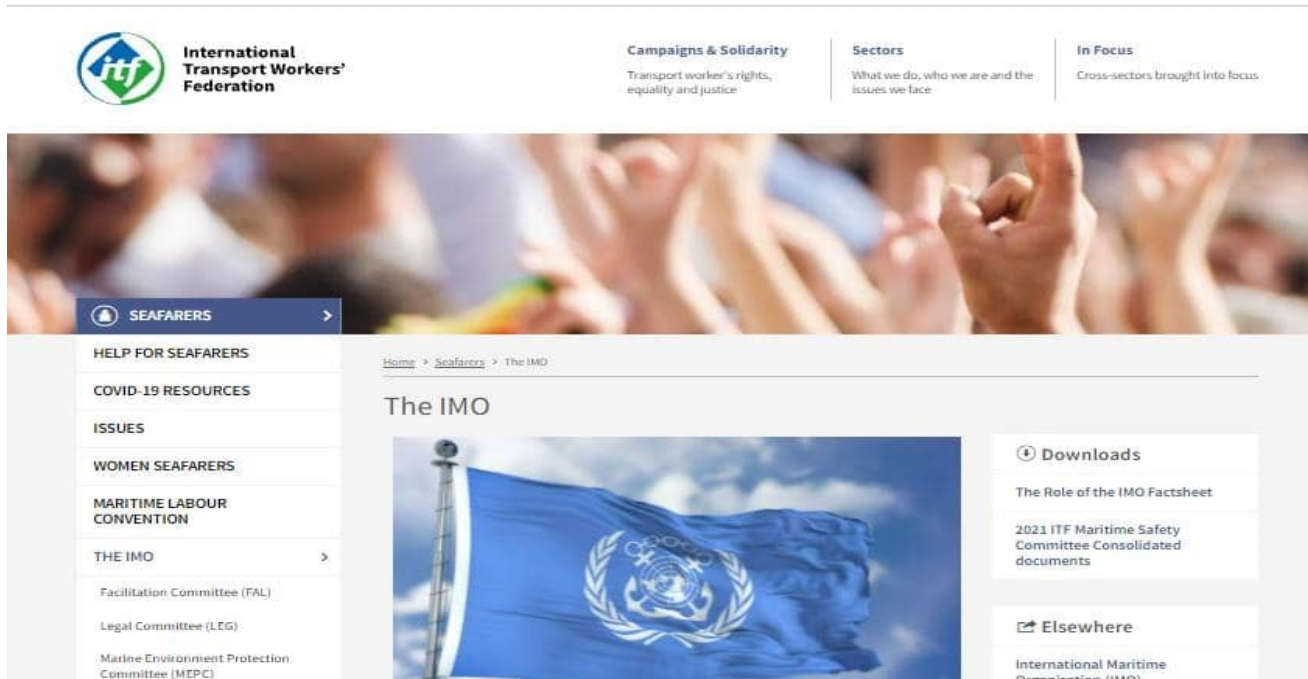 itf
International
Transport Workers'
Federation
Campaigns & Solidarity
Transport worker's rights,
equality and justice
Sectors
What we do, who we are and the
issues we face
In Focus
Cross-sectors brought into focus
SEAFARERS
HELP FOR SEAFARERS
COVID-19 RESOURCES
ISSUES
WOMEN SEAFARERS
MARITIME LABOUR
CONVENTION
THE IMO
Facilitation Committee (FAL)
Legal Committee (LEG)
Marine Environment Protection
Committee (MEPC)
Home > Seafarers > The IMO
The IMO
Downloads
The Role of the IMO Factsheet
2021 ITF Maritime Safety
Committee Consolidated
documents
Elsewhere
International Maritime
Organisation (IMO)